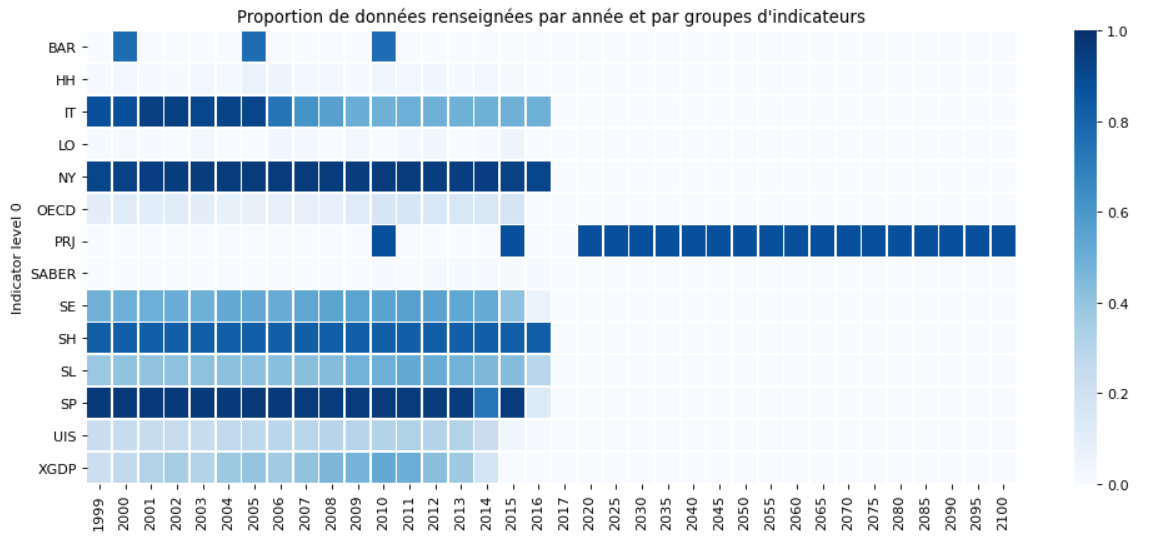 Proportion de données renseignées par année et par groupes d'indicateurs
Indicator level 0
BAR
HH
IT
LO
NY
OECD
PRJ
SABER
SE
SH
SL
SP
UIS
XGDP
1999
2000
2001
2002
2003
2004
2005
2006
2007
2008
2009
2010
2011
2012
2013
2014
2015
2016
2017
2020
2025
2030
2035
2040
2045
2050
2055
2060
2065
2070
2075
2080
2085
2090
2095
2100
1.0
0.8
0.6
0.4
0.2
0.0